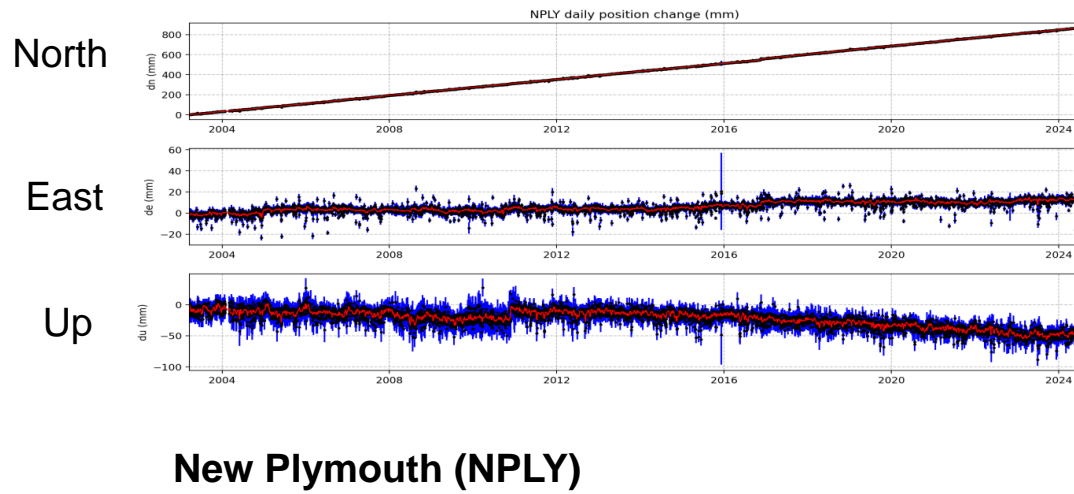 NPLY daily position change (mm)
North
dn (mm)
800
600
400
200
0
2004 2008 2012 2016 2020 2024
East
de (mm)
60
40
20
0
−20
2004 2008 2012 2016 2020 2024
Up
du (mm)
0
−50
−100
2004 2008 2012 2016 2020 2024
New Plymouth (NPLY)